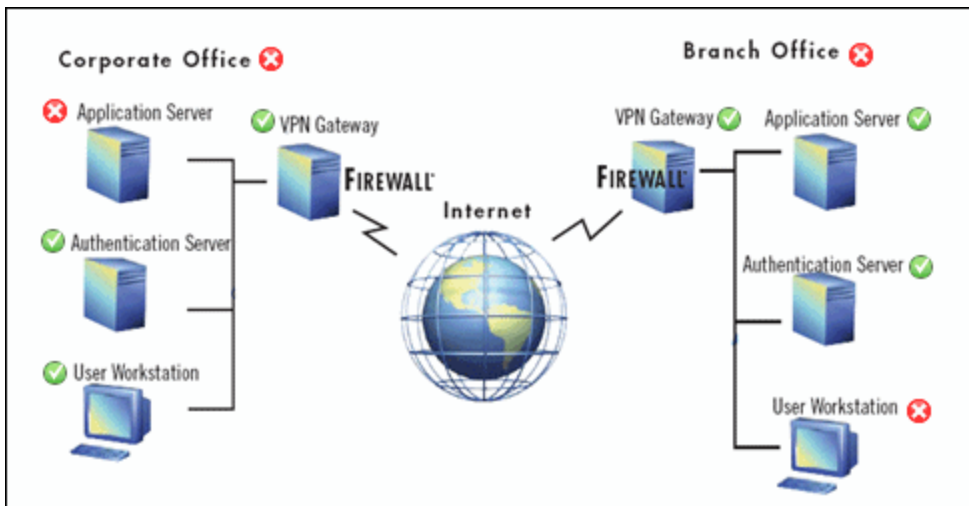 Corporate Office
Branch Office
Application Server
VPN Gateway
VPN Gateway
Application Server
FIREWALL
FIREWALL
Internet
Authentication Server
Authentication Server
User Workstation
User Workstation